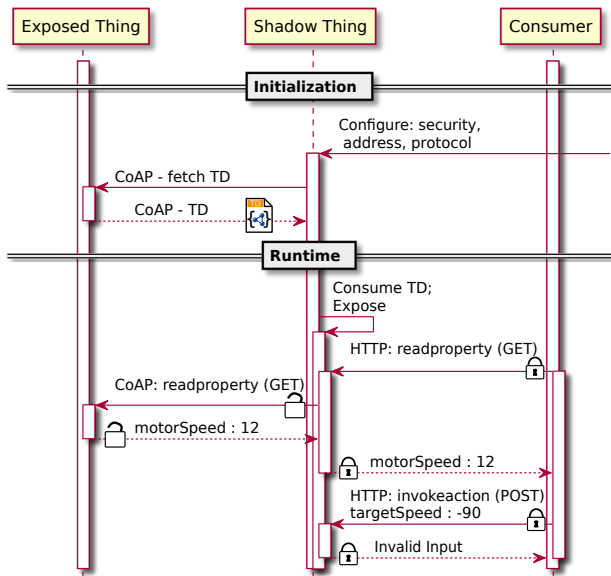 Exposed Thing
Shadow Thing
Consumer
Initialization
Configure: security,
address, protocol
CoAP - fetch TD
CoAP - TD
TD
Runtime
Consume TD;
Expose
HTTP: readproperty (GET)
CoAP: readproperty (GET)
motorSpeed : 12
motorSpeed : 12
HTTP: invokeaction (POST)
targetSpeed : -90
Invalid Input